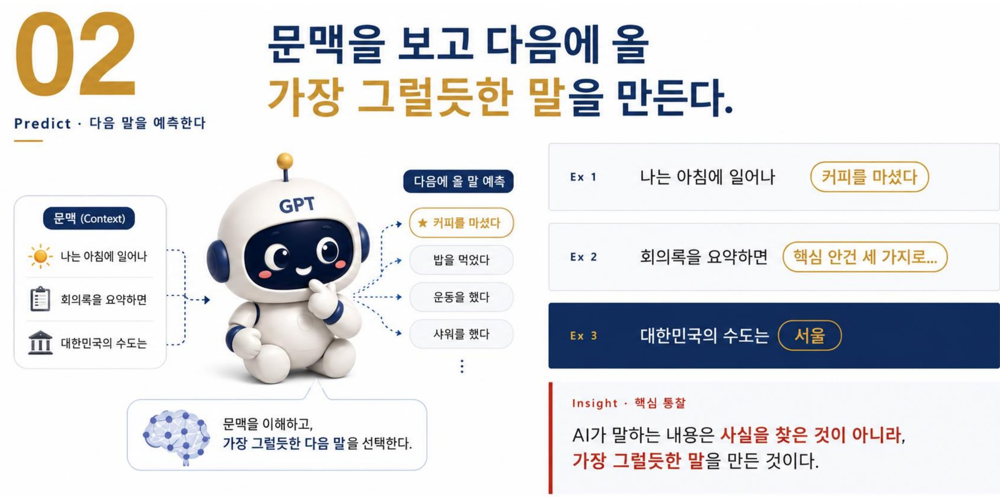 02
Predict · 다음 말을 예측한다
문맥을 보고 다음에 올
가장 그럴듯한 말을 만든다.
문맥 (Context)
나는 아침에 일어나
회의록을 요약하면
대한민국의 수도는
GPT
다음에 올 말 예측
★ 커피를 마셨다
밥을 먹었다
운동을 했다
샤워를 했다
⋮
문맥을 이해하고,
가장 그럴듯한 다음 말을 선택한다.
Ex 1 나는 아침에 일어나 커피를 마셨다
Ex 2 회의록을 요약하면 핵심 안건 세 가지로...
Ex 3 대한민국의 수도는 서울
Insight · 핵심 통찰
AI가 말하는 내용은 사실을 찾은 것이 아니라,
가장 그럴듯한 말을 만든 것이다.